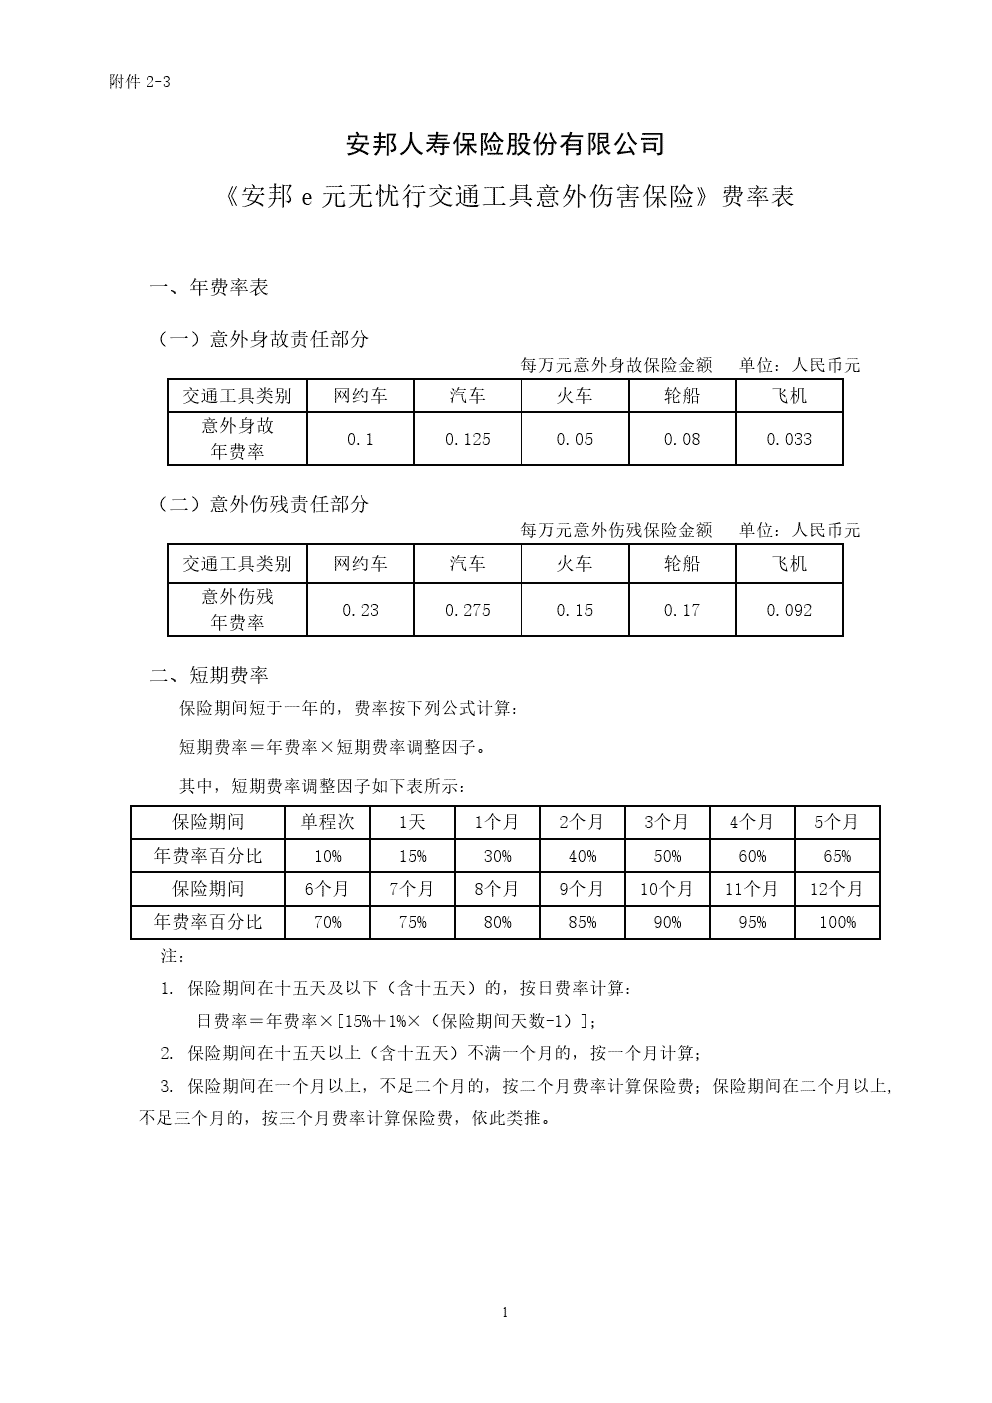 附件 2-3
安邦人寿保险股份有限公司
《安邦 e 元无忧行交通工具意外伤害保险》费率表
一、年费率表
（一）意外身故责任部分
每万元意外身故保险金额 单位：人民币元
交通工具类别 网约车 汽车 火车 轮船 飞机
意外身故
年费率 0.1 0.125 0.05 0.08 0.033
（二）意外伤残责任部分
每万元意外伤残保险金额 单位：人民币元
交通工具类别 网约车 汽车 火车 轮船 飞机
意外伤残
年费率 0.23 0.275 0.15 0.17 0.092
二、短期费率
保险期间短于一年的，费率按下列公式计算：
短期费率＝年费率×短期费率调整因子。
其中，短期费率调整因子如下表所示：
保险期间 单程次 1天 1个月 2个月 3个月 4个月 5个月
年费率百分比 10% 15% 30% 40% 50% 60% 65%
保险期间 6个月 7个月 8个月 9个月 10个月 11个月 12个月
年费率百分比 70% 75% 80% 85% 90% 95% 100%
注：
1. 保险期间在十五天及以下（含十五天）的，按日费率计算：
日费率＝年费率×[15%＋1%×（保险期间天数-1）]；
2. 保险期间在十五天以上（含十五天）不满一个月的，按一个月计算；
3. 保险期间在一个月以上，不足二个月的，按二个月费率计算保险费；保险期间在二个月以上，
不足三个月的，按三个月费率计算保险费，依此类推。
1